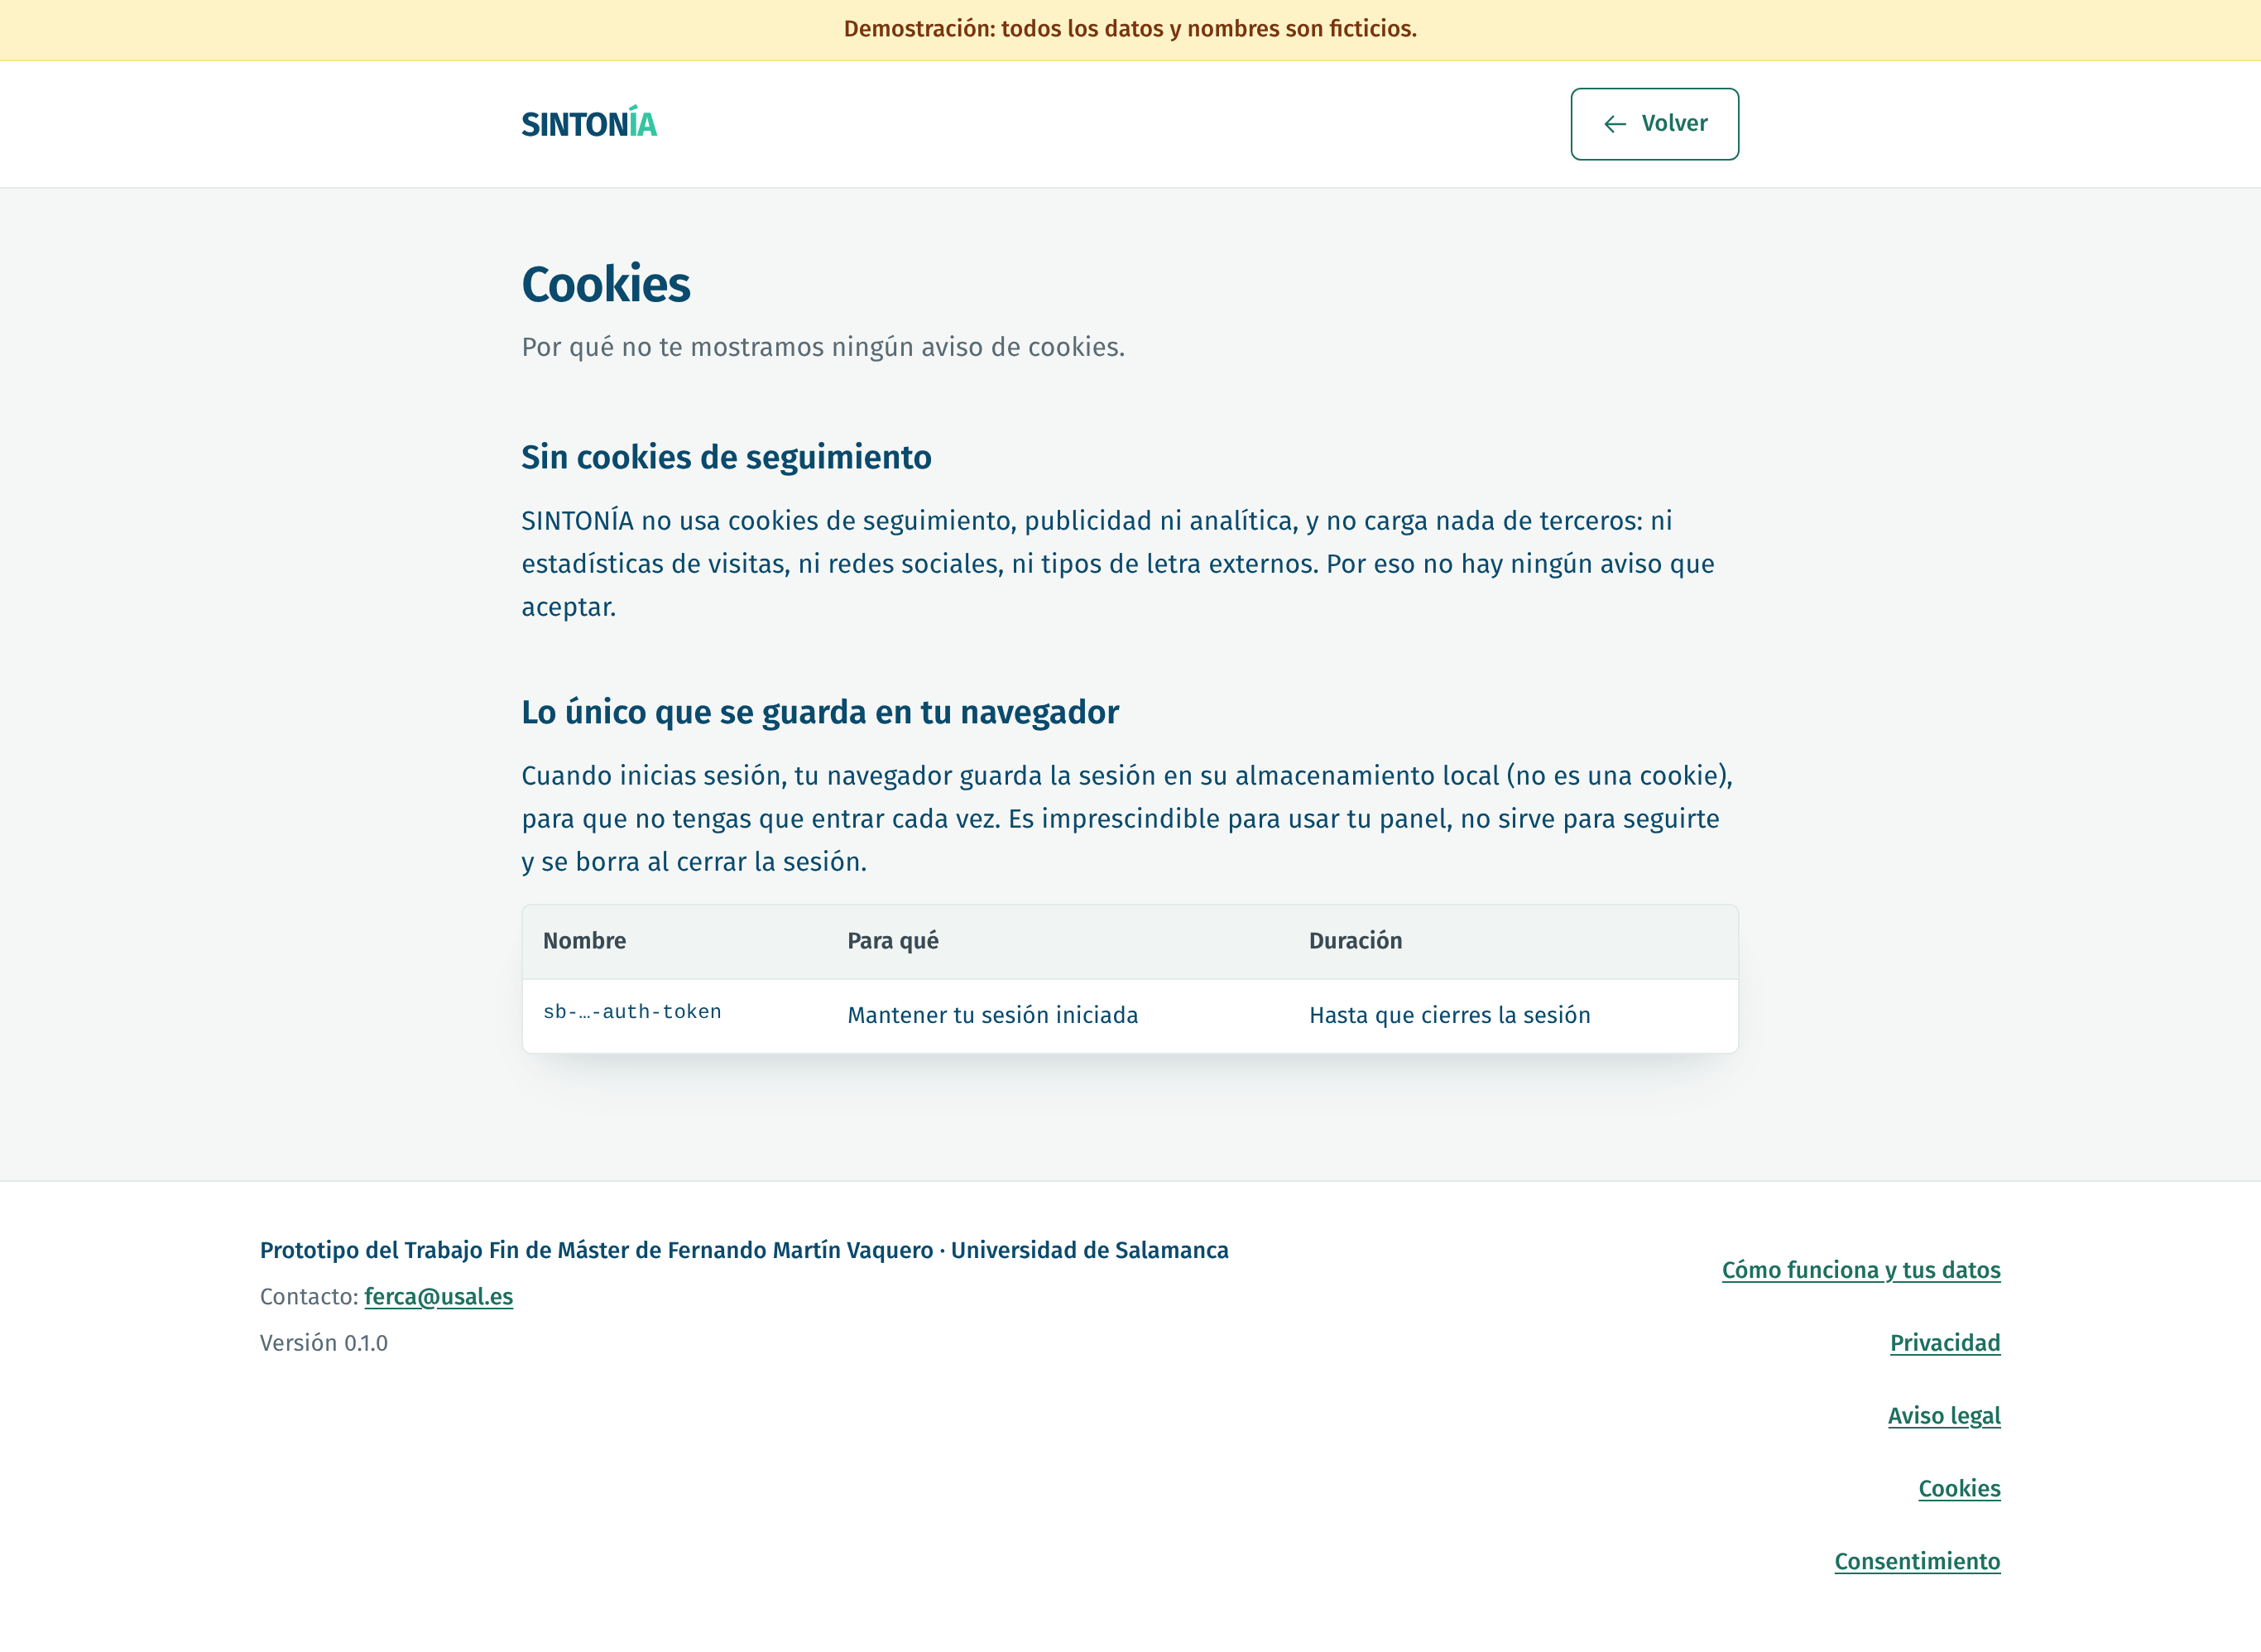 Demostración: todos los datos y nombres son ficticios.
SINTONÍA
← Volver
Cookies
Por qué no te mostramos ningún aviso de cookies.
Sin cookies de seguimiento
SINTONÍA no usa cookies de seguimiento, publicidad ni analítica, y no carga nada de terceros: ni
estadísticas de visitas, ni redes sociales, ni tipos de letra externos. Por eso no hay ningún aviso que
aceptar.
Lo único que se guarda en tu navegador
Cuando inicias sesión, tu navegador guarda la sesión en su almacenamiento local (no es una cookie),
para que no tengas que entrar cada vez. Es imprescindible para usar tu panel, no sirve para seguirte
y se borra al cerrar la sesión.
Nombre Para qué Duración
sb-…-auth-token Mantener tu sesión iniciada Hasta que cierres la sesión
Prototipo del Trabajo Fin de Máster de Fernando Martín Vaquero · Universidad de Salamanca
Contacto: ferca@usal.es
Versión 0.1.0
Cómo funciona y tus datos
Privacidad
Aviso legal
Cookies
Consentimiento